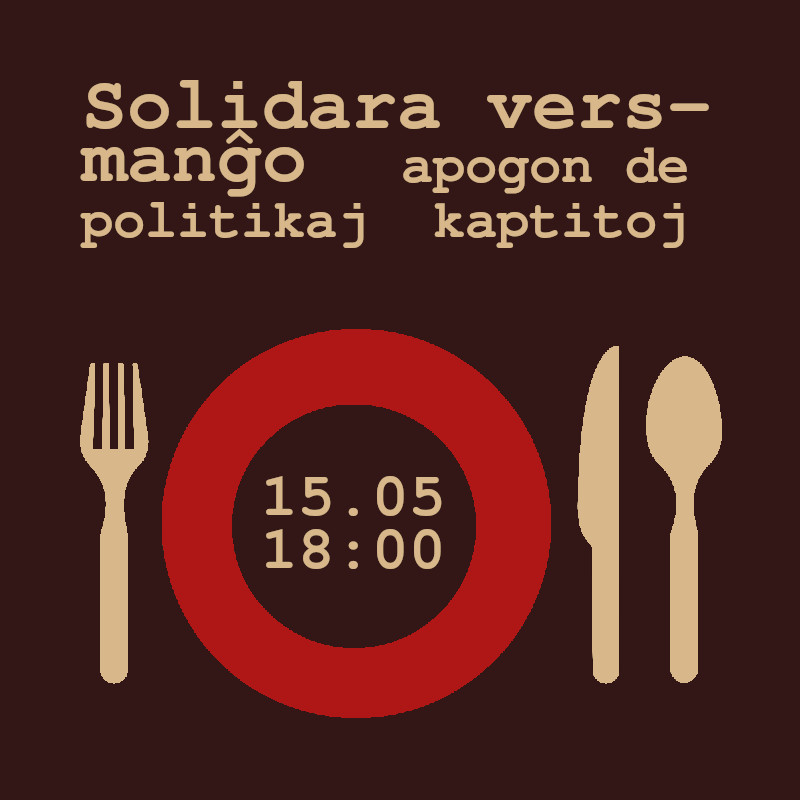 Solidara vers-
manĝo apogon de
politikaj kaptitoj
15.05
18:00